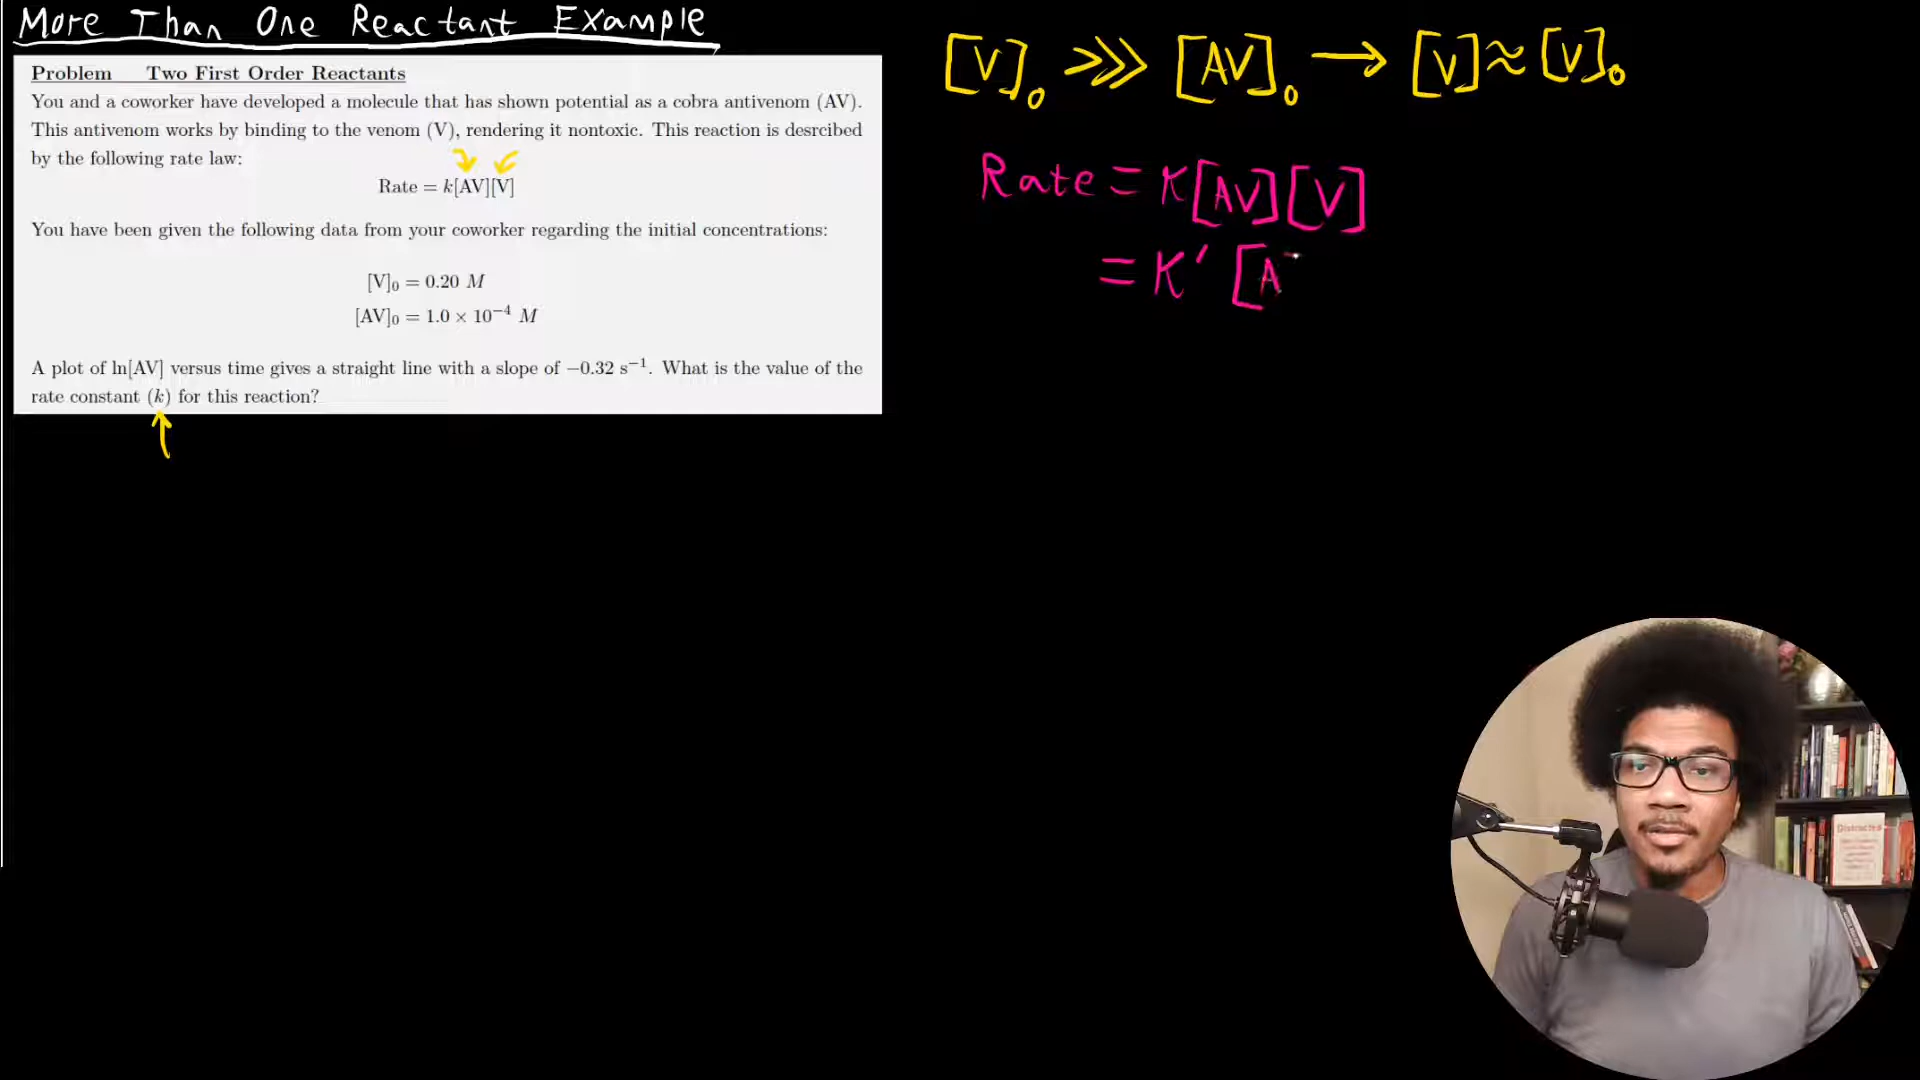 More Than One Reactant Example
Problem Two First Order Reactants
You and a coworker have developed a molecule that has shown potential as a cobra antivenom (AV).
This antivenom works by binding to the venom (V), rendering it nontoxic. This reaction is desrcibed
by the following rate law:
Rate = k[AV][V]
You have been given the following data from your coworker regarding the initial concentrations:
[V]₀ = 0.20 M
[AV]₀ = 1.0 × 10⁻⁴ M
A plot of ln[AV] versus time gives a straight line with a slope of −0.32 s⁻¹. What is the value of the
rate constant (k) for this reaction?
[V]₀ >>> [AV]₀ → [V] ≈ [V]₀
Rate = K[AV][V]
= K′ [A
Distracted